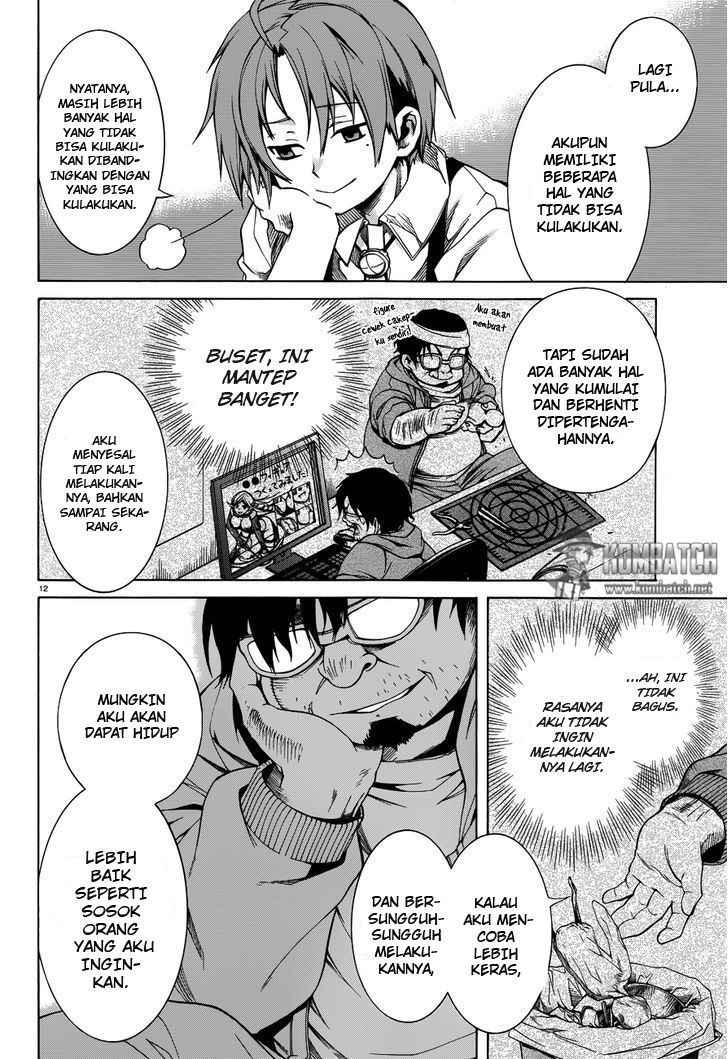 LAGI
PULA...
AKUPUN
MEMILIKI
BEBERAPA
HAL YANG
TIDAK BISA
KULAKUKAN.
NYATANYA,
MASIH LEBIH
BANYAK HAL
YANG TIDAK
BISA KULAKU-
KAN DIBAND-
INGKAN DENGAN
YANG BISA
KULAKUKAN.
TAPI SUDAH
ADA BANYAK HAL
YANG KUMULAI
DAN BERHENTI
DIPERTENGA-
HANNYA.
Aku akan
membuat
figure
cewek cakep-
ku sendiri!
BUSET, INI
MANTEP
BANGET!
AKU
MENYESAL
TIAP KALI
MELAKUKAN-
NYA, BAHKAN
SAMPAI SEKA-
RANG.
KOMBATCH
www.kombatch.net
12
...AH, INI
TIDAK
BAGUS.
RASANYA
AKU TIDAK
INGIN
MELAKUKAN-
NYA LAGI.
KALAU
AKU MEN-
COBA
LEBIH
KERAS,
DAN BER-
SUNGGUH-
SUNGGUH
MELAKU-
KANNYA,
MUNGKIN
AKU AKAN
DAPAT HIDUP
LEBIH
BAIK
SEPERTI
SOSOK
ORANG
YANG AKU
INGIN-
KAN.